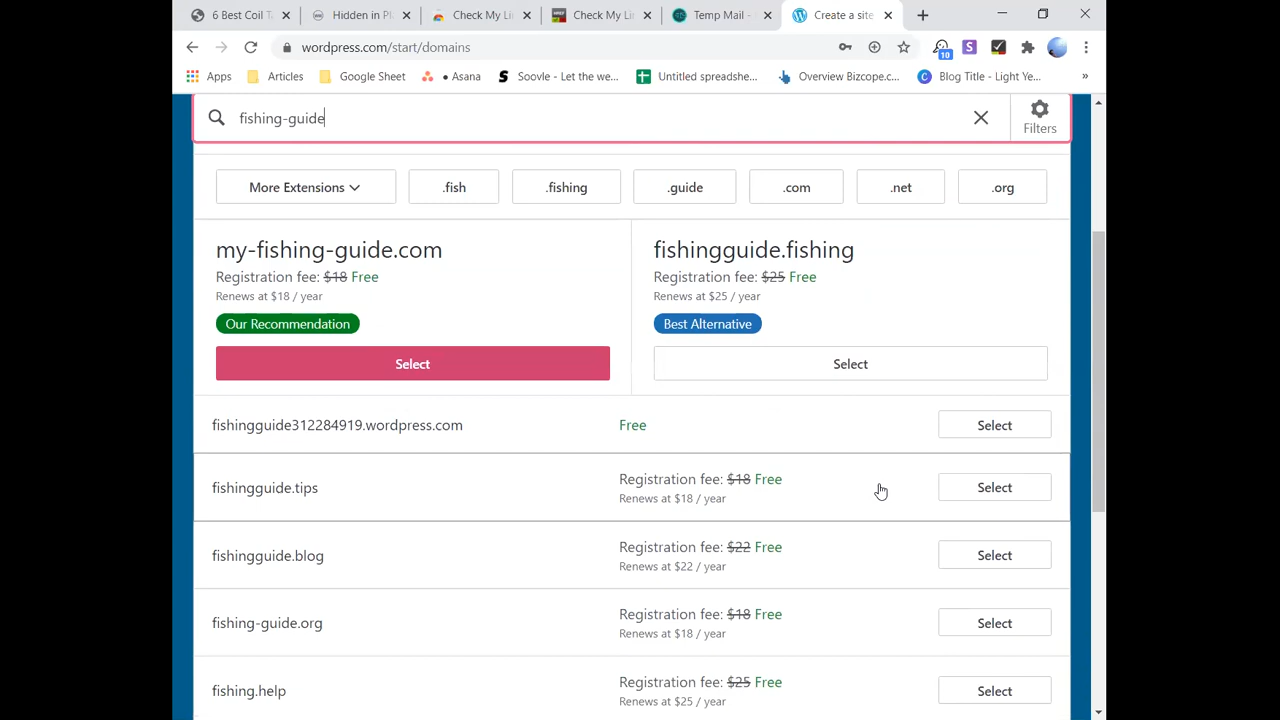 6 Best Coil T
Hidden in Pl
Check My Li
Check My Lir
Temp Mail -
Create a site
wordpress.com/start/domains
10
Apps
Articles
Google Sheet
• Asana
Soovle - Let the we...
Untitled spreadshe...
Overview Bizcope.c...
Blog Title - Light Ye...
»
fishing-guide
Filters
More Extensions
.fish
.fishing
.guide
.com
.net
.org
my-fishing-guide.com
Registration fee: $18 Free
Renews at $18 / year
Our Recommendation
Select
fishingguide.fishing
Registration fee: $25 Free
Renews at $25 / year
Best Alternative
Select
fishingguide312284919.wordpress.com
Free
Select
fishingguide.tips
Registration fee: $18 Free
Renews at $18 / year
Select
fishingguide.blog
Registration fee: $22 Free
Renews at $22 / year
Select
fishing-guide.org
Registration fee: $18 Free
Renews at $18 / year
Select
fishing.help
Registration fee: $25 Free
Renews at $25 / year
Select